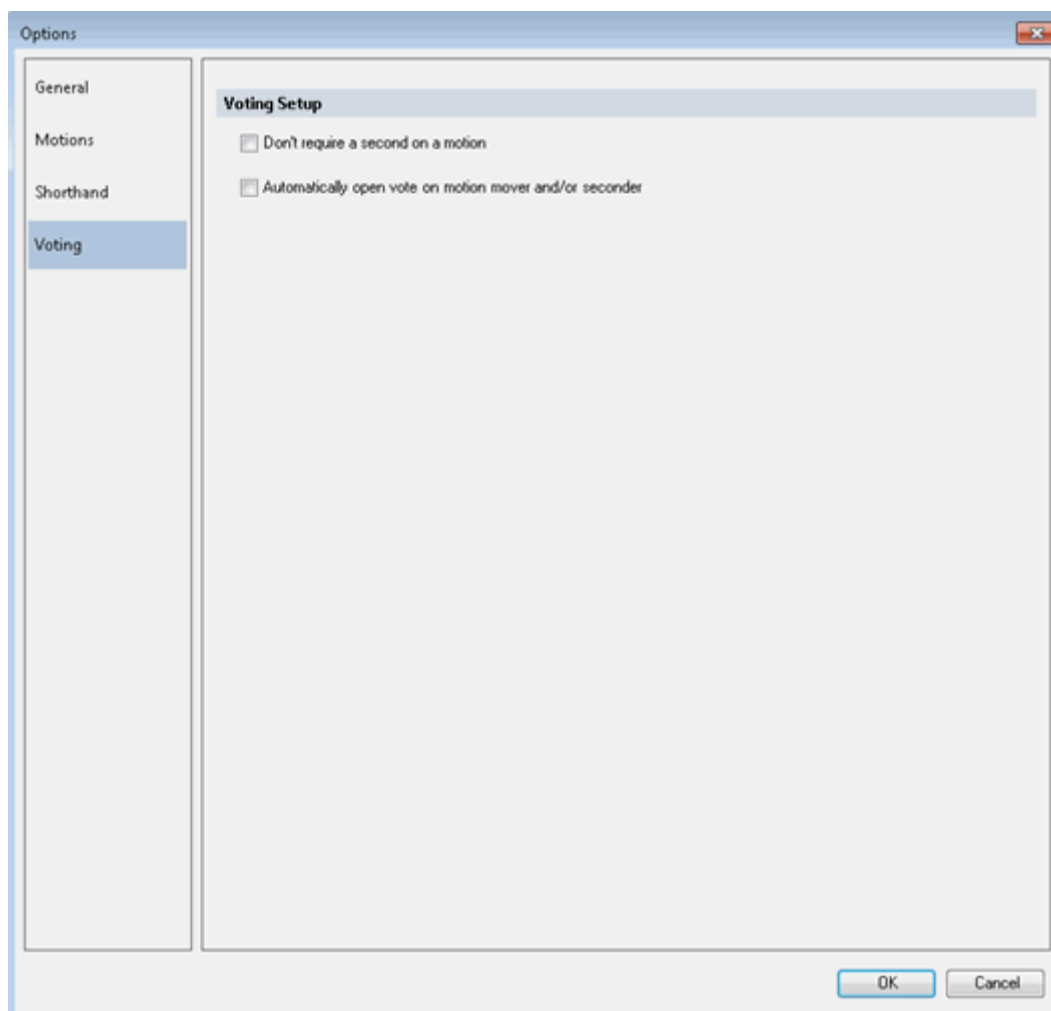 Options
General
Motions
Shorthand
Voting
Voting Setup
Don't require a second on a motion
Automatically open vote on motion mover and/or seconder
OK
Cancel